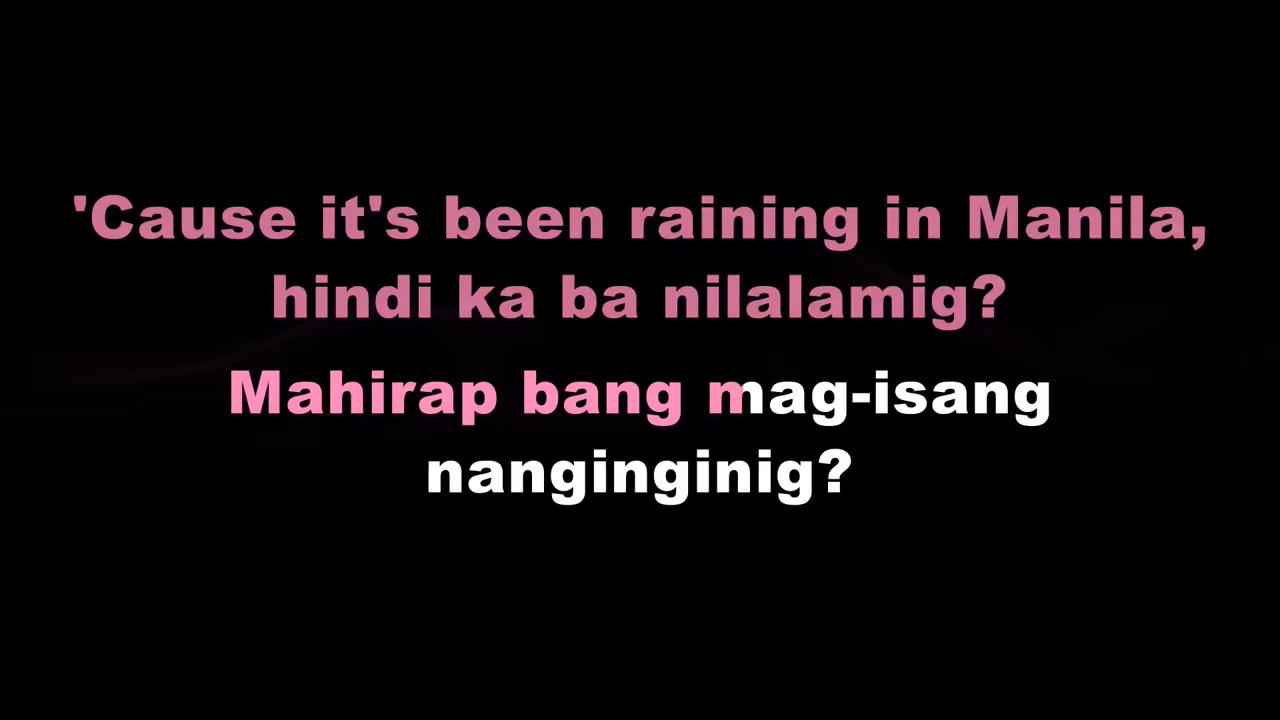 'Cause it's been raining in Manila,
hindi ka ba nilalamig?
Mahirap bang mag-isang
nanginginig?